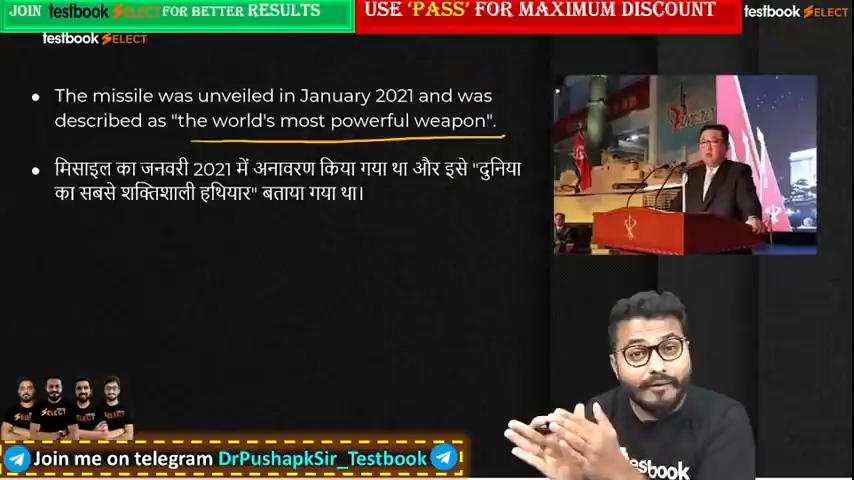 JOIN testbook SELECT FOR BETTER RESULTS
USE ‘PASS’ FOR MAXIMUM DISCOUNT
testbook SELECT
testbook SELECT
The missile was unveiled in January 2021 and was
described as "the world's most powerful weapon".
मिसाइल का जनवरी 2021 में अनावरण किया गया था और इसे "दुनिया
का सबसे शक्तिशाली हथियार" बताया गया था।
Join me on telegram DrPushapkSir_Testbook